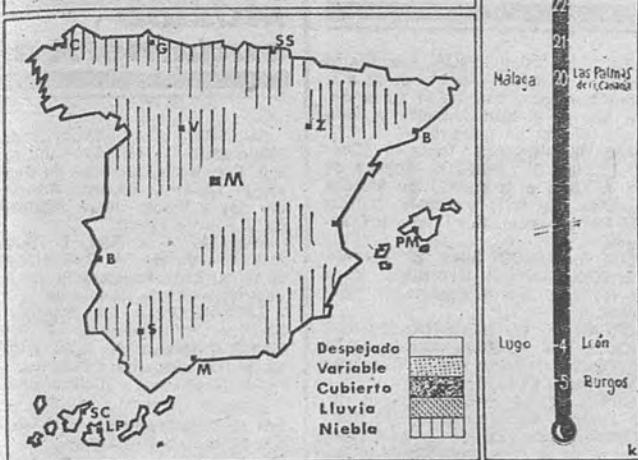 C G SS
V Z B
M
PM
B
S
M
SC
LP
Despejado
Variable
Cubierto
Lluvia
Niebla
22
21
Málaga 20 Las Palmas
de G. Canaria
Lugo -4 León
-5 Burgos
k